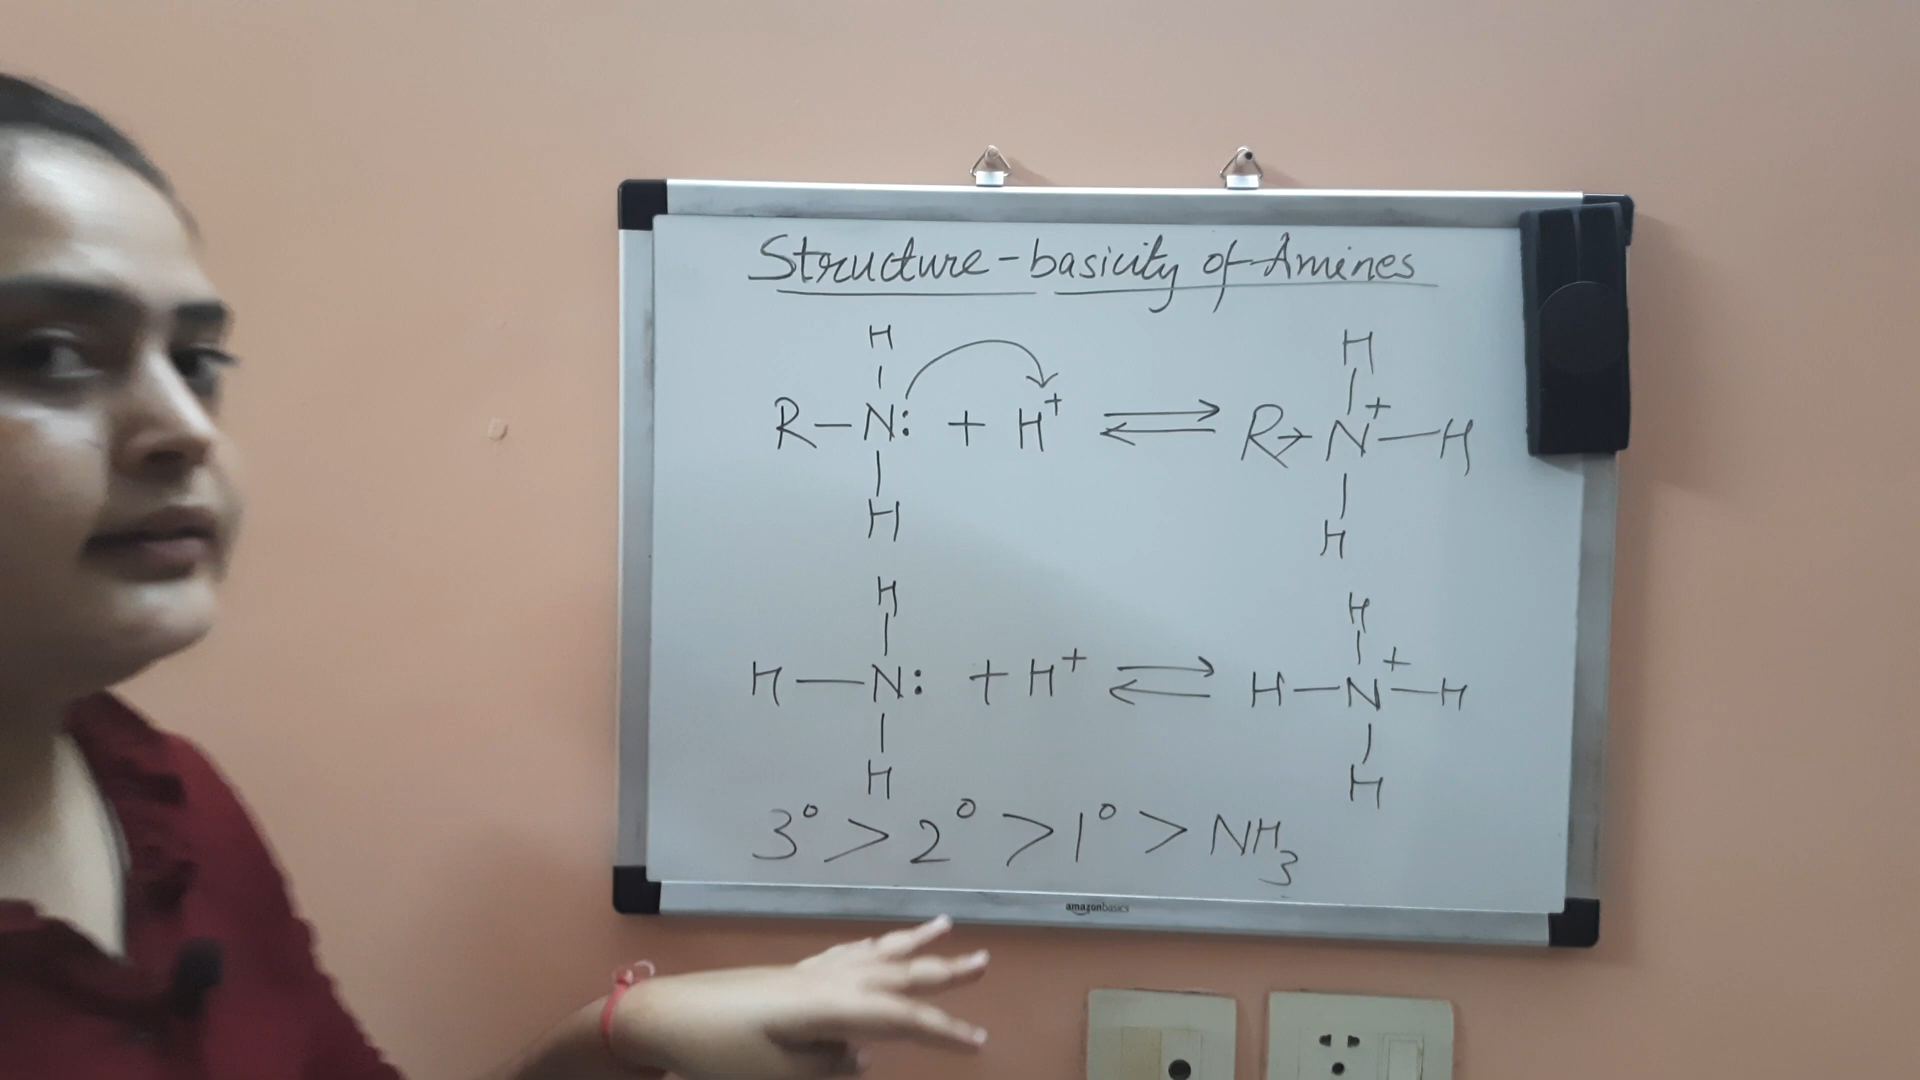 Structure-basicity of Amines
H H
R-N: + H⁺ ⇌ R→N⁺-H
H H
H H
H-N: + H⁺ ⇌ H-N⁺-H
H H
3° > 2° > 1° > NH₃
amazonbasics